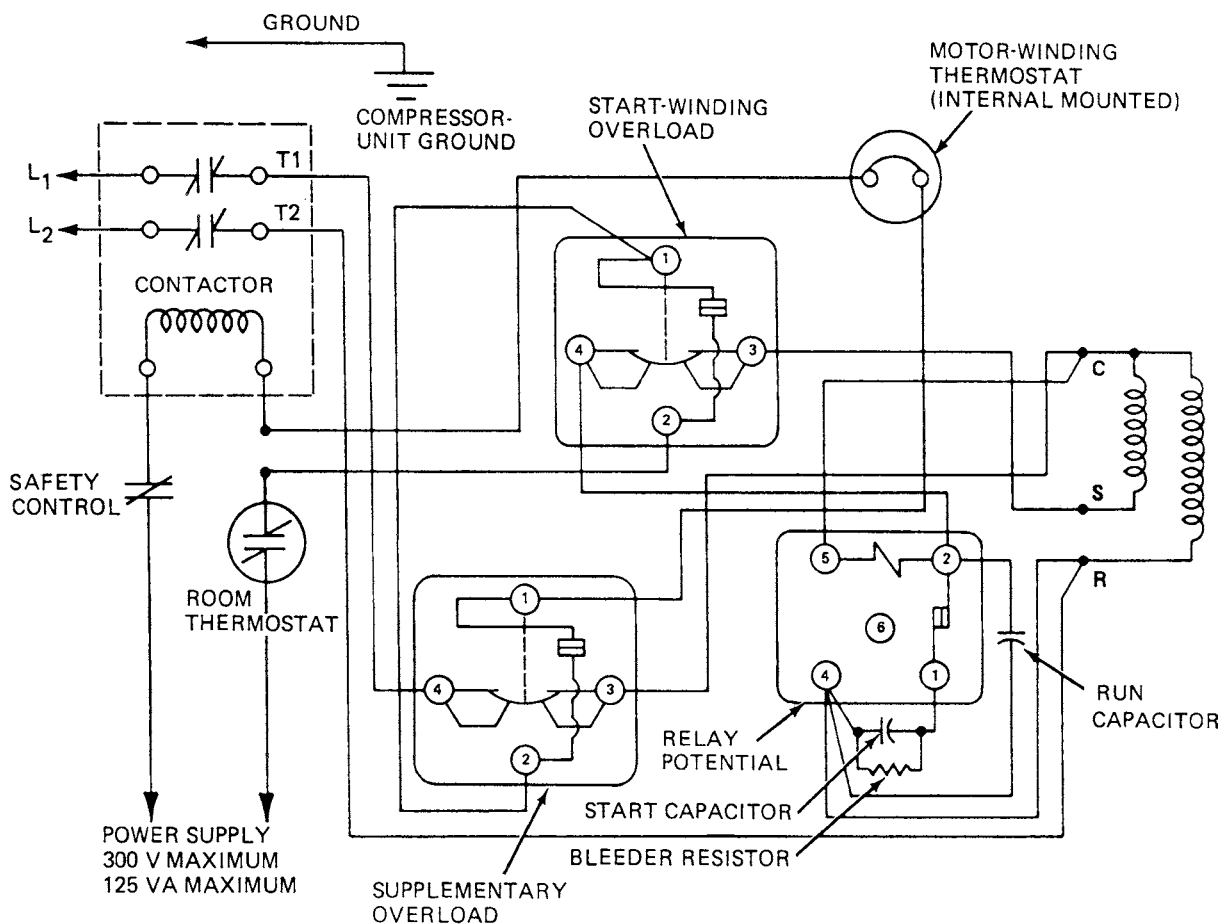 GROUND
COMPRESSOR-
UNIT GROUND
START-WINDING
OVERLOAD
MOTOR-WINDING
THERMOSTAT
(INTERNAL MOUNTED)
L1
T1
L2
T2
CONTACTOR
1
4
3
2
C
S
R
SAFETY
CONTROL
ROOM
THERMOSTAT
1
4
3
2
5
2
6
4
1
RELAY
POTENTIAL
RUN
CAPACITOR
START CAPACITOR
BLEEDER RESISTOR
POWER SUPPLY
300 V MAXIMUM
125 VA MAXIMUM
SUPPLEMENTARY
OVERLOAD